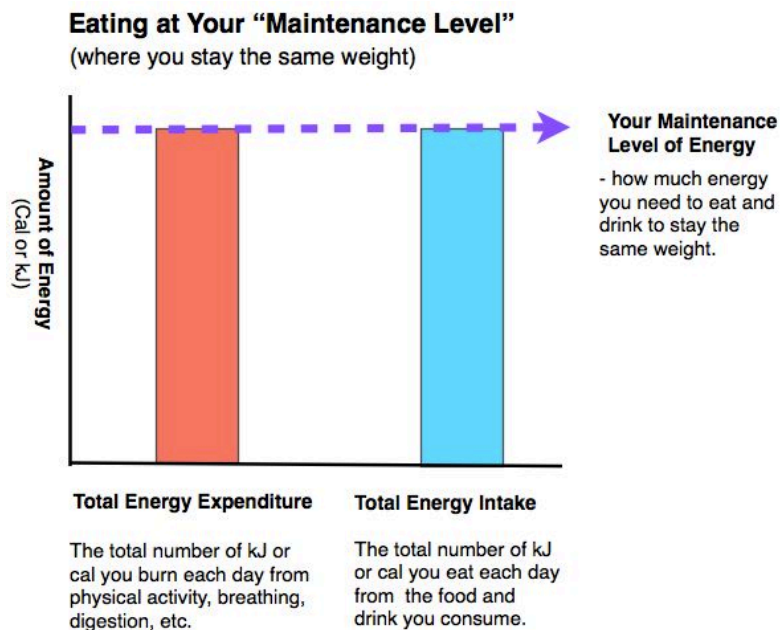 Eating at Your “Maintenance Level”
(where you stay the same weight)
Amount of Energy
(Cal or kJ)
Your Maintenance
Level of Energy
- how much energy
you need to eat and
drink to stay the
same weight.
Total Energy Expenditure
The total number of kJ or
cal you burn each day from
physical activity, breathing,
digestion, etc.
Total Energy Intake
The total number of kJ
or cal you eat each day
from the food and
drink you consume.